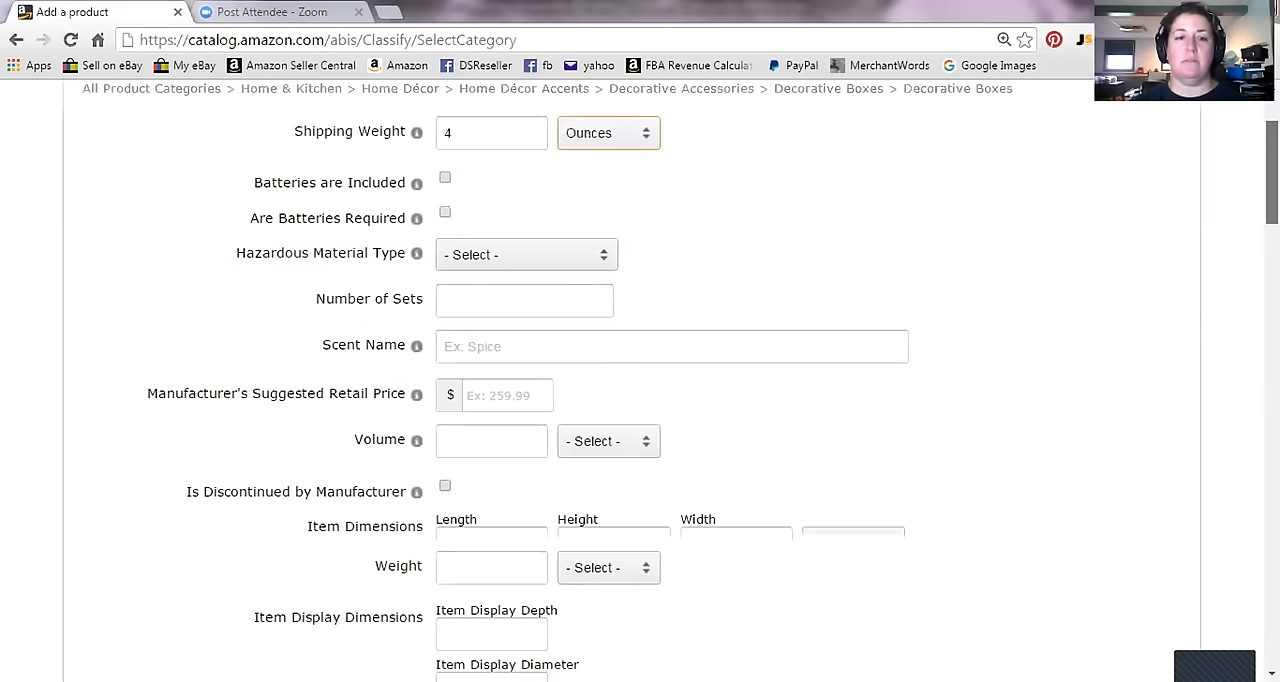 Add a product
Post Attendee - Zoom
https://catalog.amazon.com/abis/Classify/SelectC ry
Apps Sell on eBay My eBay Amazon Seller Central Amazon DSReseller fb yahoo FBA Revenue Calcula PayPal MerchantWords Google Images
All Product Categories > Home & Kitchen > Home Décor > Home Décor Accents > Decorative Accessories > Decorative Boxes > Decorative Boxes
Shipping Weight 4 Ounces
Batteries are Included
Are Batteries Required
Hazardous Material Type - Select -
Number of Sets
Scent Name Ex: Spice
Manufacturer's Suggested Retail Price $ Ex: 259.99
Volume - Select -
Is Discontinued by Manufacturer
Item Dimensions Length Height Width
Weight - Select -
Item Display Dimensions Item Display Depth
Item Display Diameter